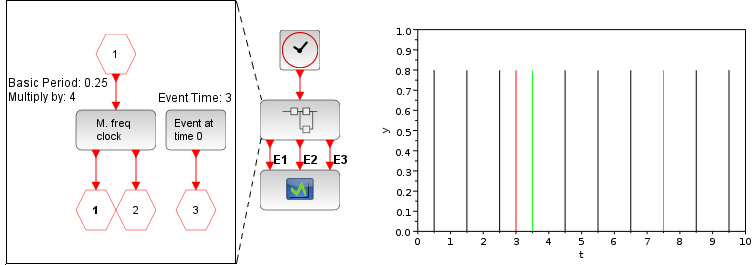 1
Basic Period: 0.25
Multiply by: 4
Event Time: 3
M. freq
clock
Event at
time 0
1
2
3
E1
E2
E3
y
1.0
0.9
0.8
0.7
0.6
0.5
0.4
0.3
0.2
0.1
0.0
0 1 2 3 4 5 6 7 8 9 10
t